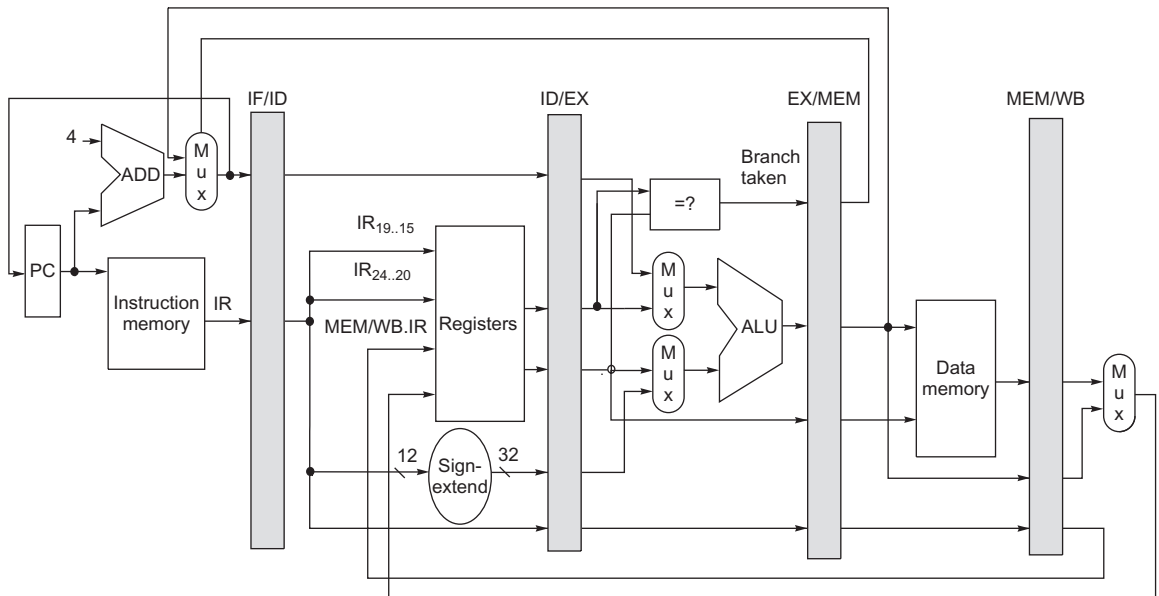 IF/ID
ID/EX
EX/MEM
MEM/WB
4
ADD
M
u
x
Branch
taken
=?
PC
Instruction
memory
IR
IR19..15
IR24..20
MEM/WB.IR
Registers
M
u
x
M
u
x
ALU
Data
memory
M
u
x
12
Sign-
extend
32